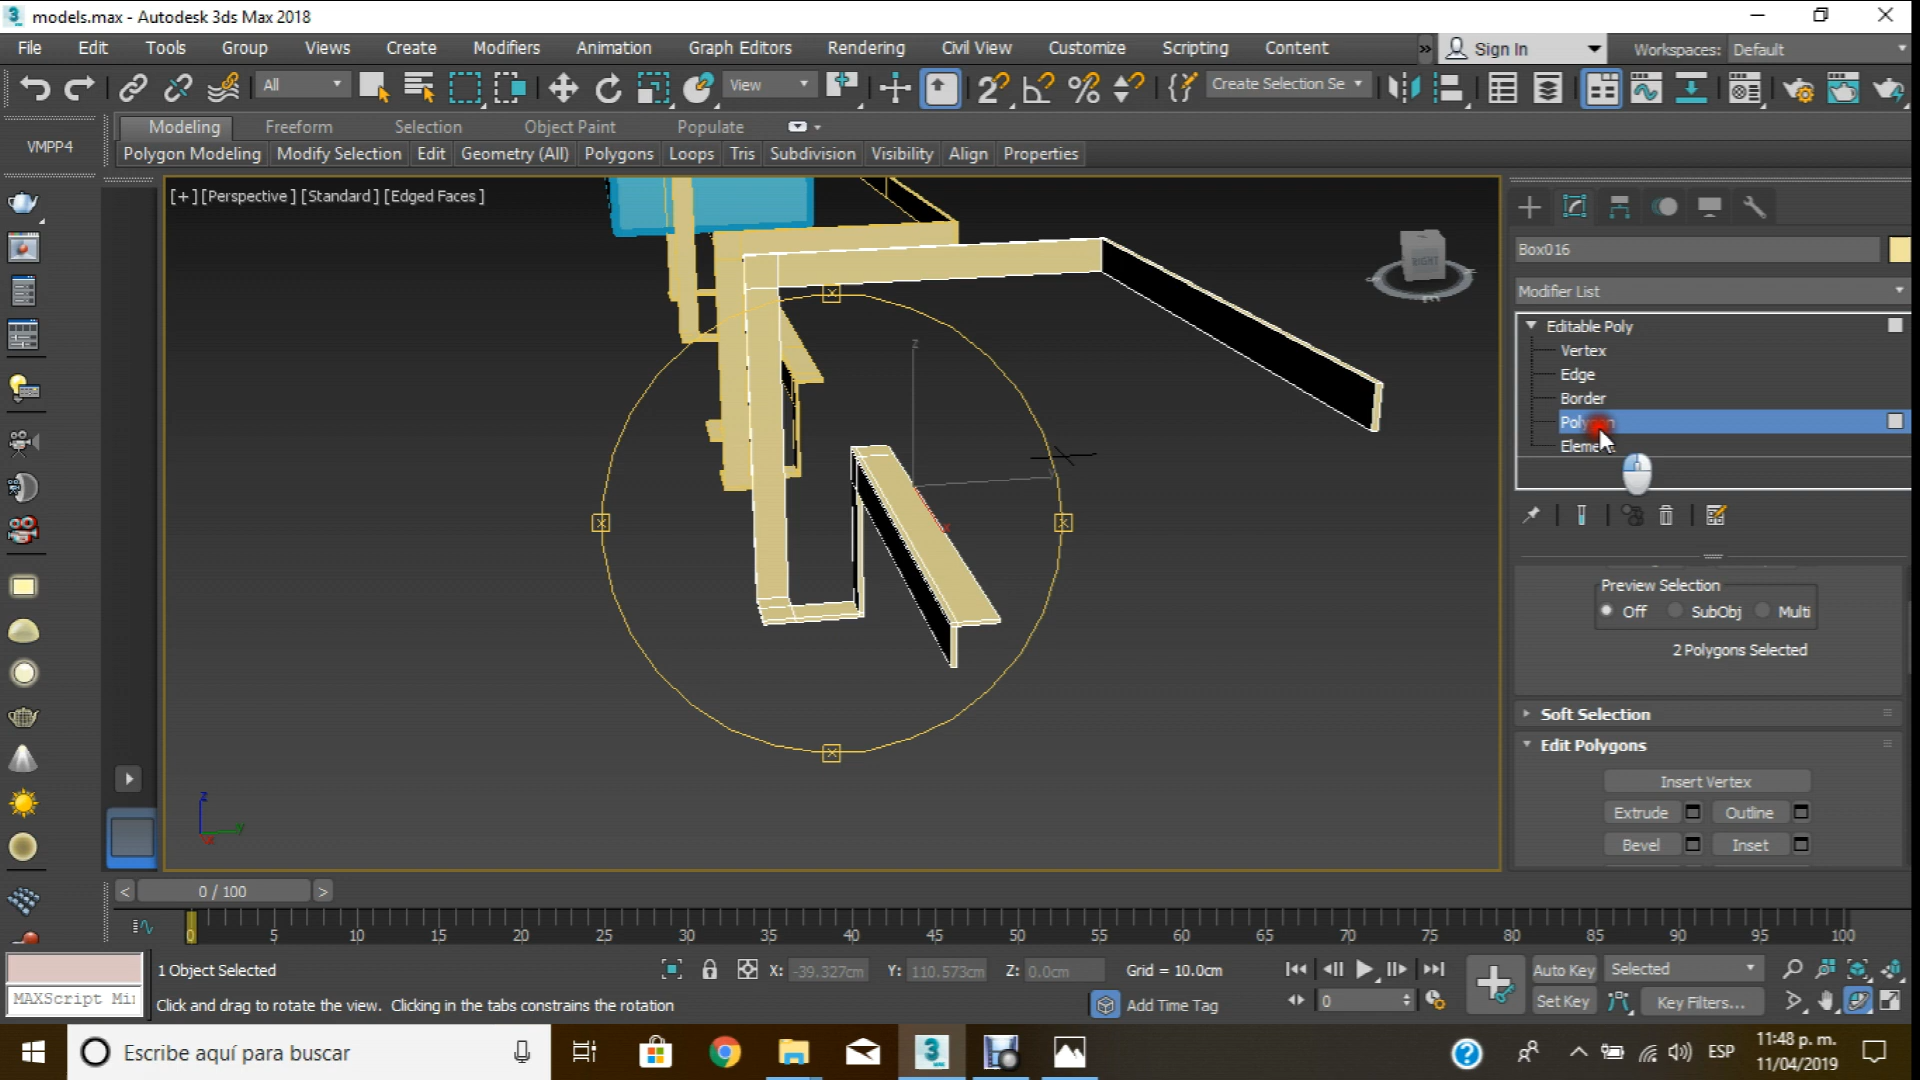 models.max - Autodesk 3ds Max 2018
File Edit Tools Group Views Create Modifiers Animation Graph Editors Rendering Civil View Customize Scripting Content » Sign In Workspaces: Default
All View Create Selection Se
Modeling Freeform Selection Object Paint Populate
VMPP4
Polygon Modeling Modify Selection Edit Geometry (All) Polygons Loops Tris Subdivision Visibility Align Properties
[+] [Perspective] [Standard] [Edged Faces]
RIGHT
Box016
Modifier List
Editable Poly
Vertex
Edge
Border
Preview Selection
Off SubObj Multi
2 Polygons Selected
Soft Selection
Edit Polygons
Insert Vertex
Extrude Outline
Bevel Inset
z
x
z
y
x
< 0 / 100 >
0 5 10 15 20 25 30 35 40 45 50 55 60 65 70 75 80 85 90 95 100
1 Object Selected X: -39.327cm Y: 110.573cm Z: 0.0cm Grid = 10.0cm Auto Key Selected
MAXScript Mi
Click and drag to rotate the view. Clicking in the tabs constrains the rotation Add Time Tag 0 Set Key Key Filters...
Escribe aquí para buscar
ESP
11:48 p. m.
11/04/2019